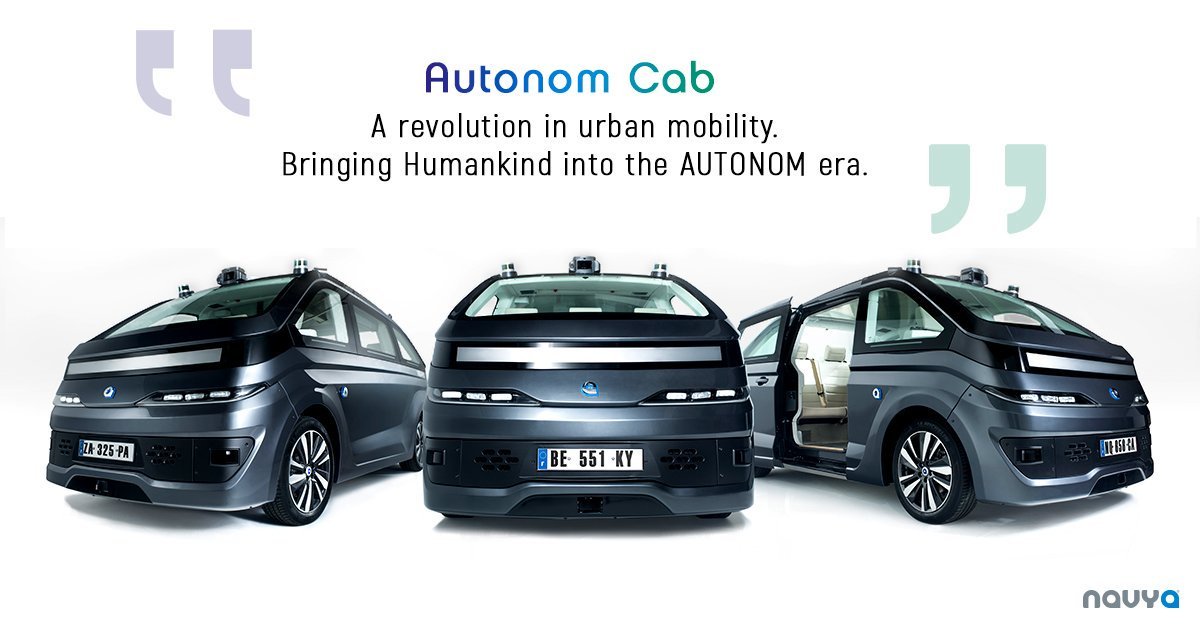 Autonom Cab
A revolution in urban mobility.
Bringing Humankind into the AUTONOM era.
ZA 325 PA
BE 551 KY
navya